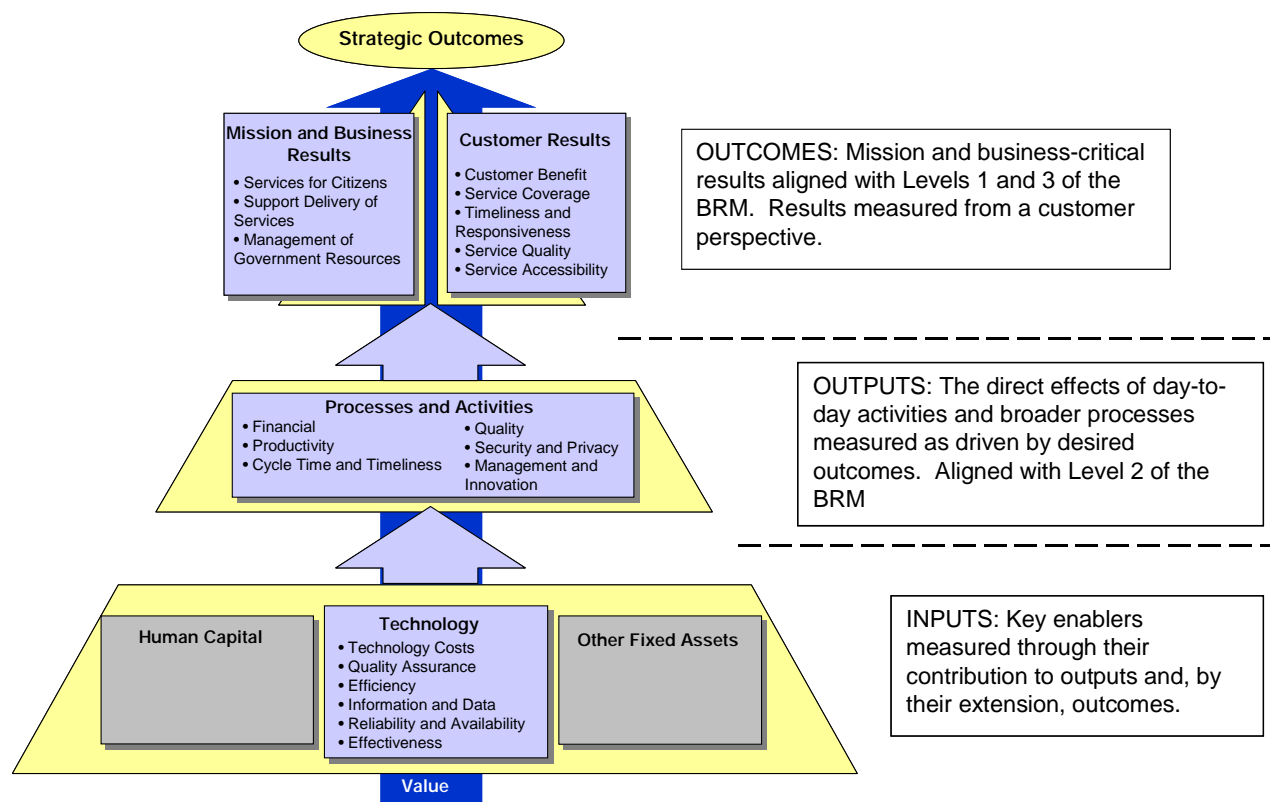 Strategic Outcomes
Mission and Business
Results
• Services for Citizens
• Support Delivery of
Services
• Management of
Government Resources
Customer Results
• Customer Benefit
• Service Coverage
• Timeliness and
Responsiveness
• Service Quality
• Service Accessibility
OUTCOMES: Mission and business-critical
results aligned with Levels 1 and 3 of the
BRM.  Results measured from a customer
perspective.
Processes and Activities
• Financial
• Productivity
• Cycle Time and Timeliness
• Quality
• Security and Privacy
• Management and
Innovation
OUTPUTS: The direct effects of day-to-
day activities and broader processes
measured as driven by desired
outcomes.  Aligned with Level 2 of the
BRM
Human Capital
Technology
• Technology Costs
• Quality Assurance
• Efficiency
• Information and Data
• Reliability and Availability
• Effectiveness
Other Fixed Assets
INPUTS: Key enablers
measured through their
contribution to outputs and, by
their extension, outcomes.
Value